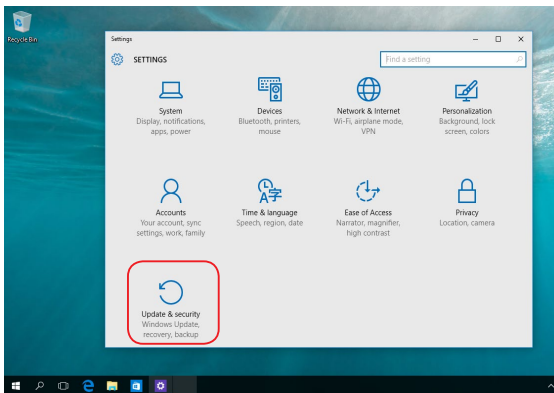 Recycle Bin
Settings
SETTINGS
Find a setting
System
Display, notifications,
apps, power
Devices
Bluetooth, printers,
mouse
Network & Internet
Wi-Fi, airplane mode,
VPN
Personalization
Background, lock
screen, colors
Accounts
Your account, sync
settings, work, family
Time & language
Speech, region, date
Ease of Access
Narrator, magnifier,
high contrast
Privacy
Location, camera
Update & security
Windows Update,
recovery, backup